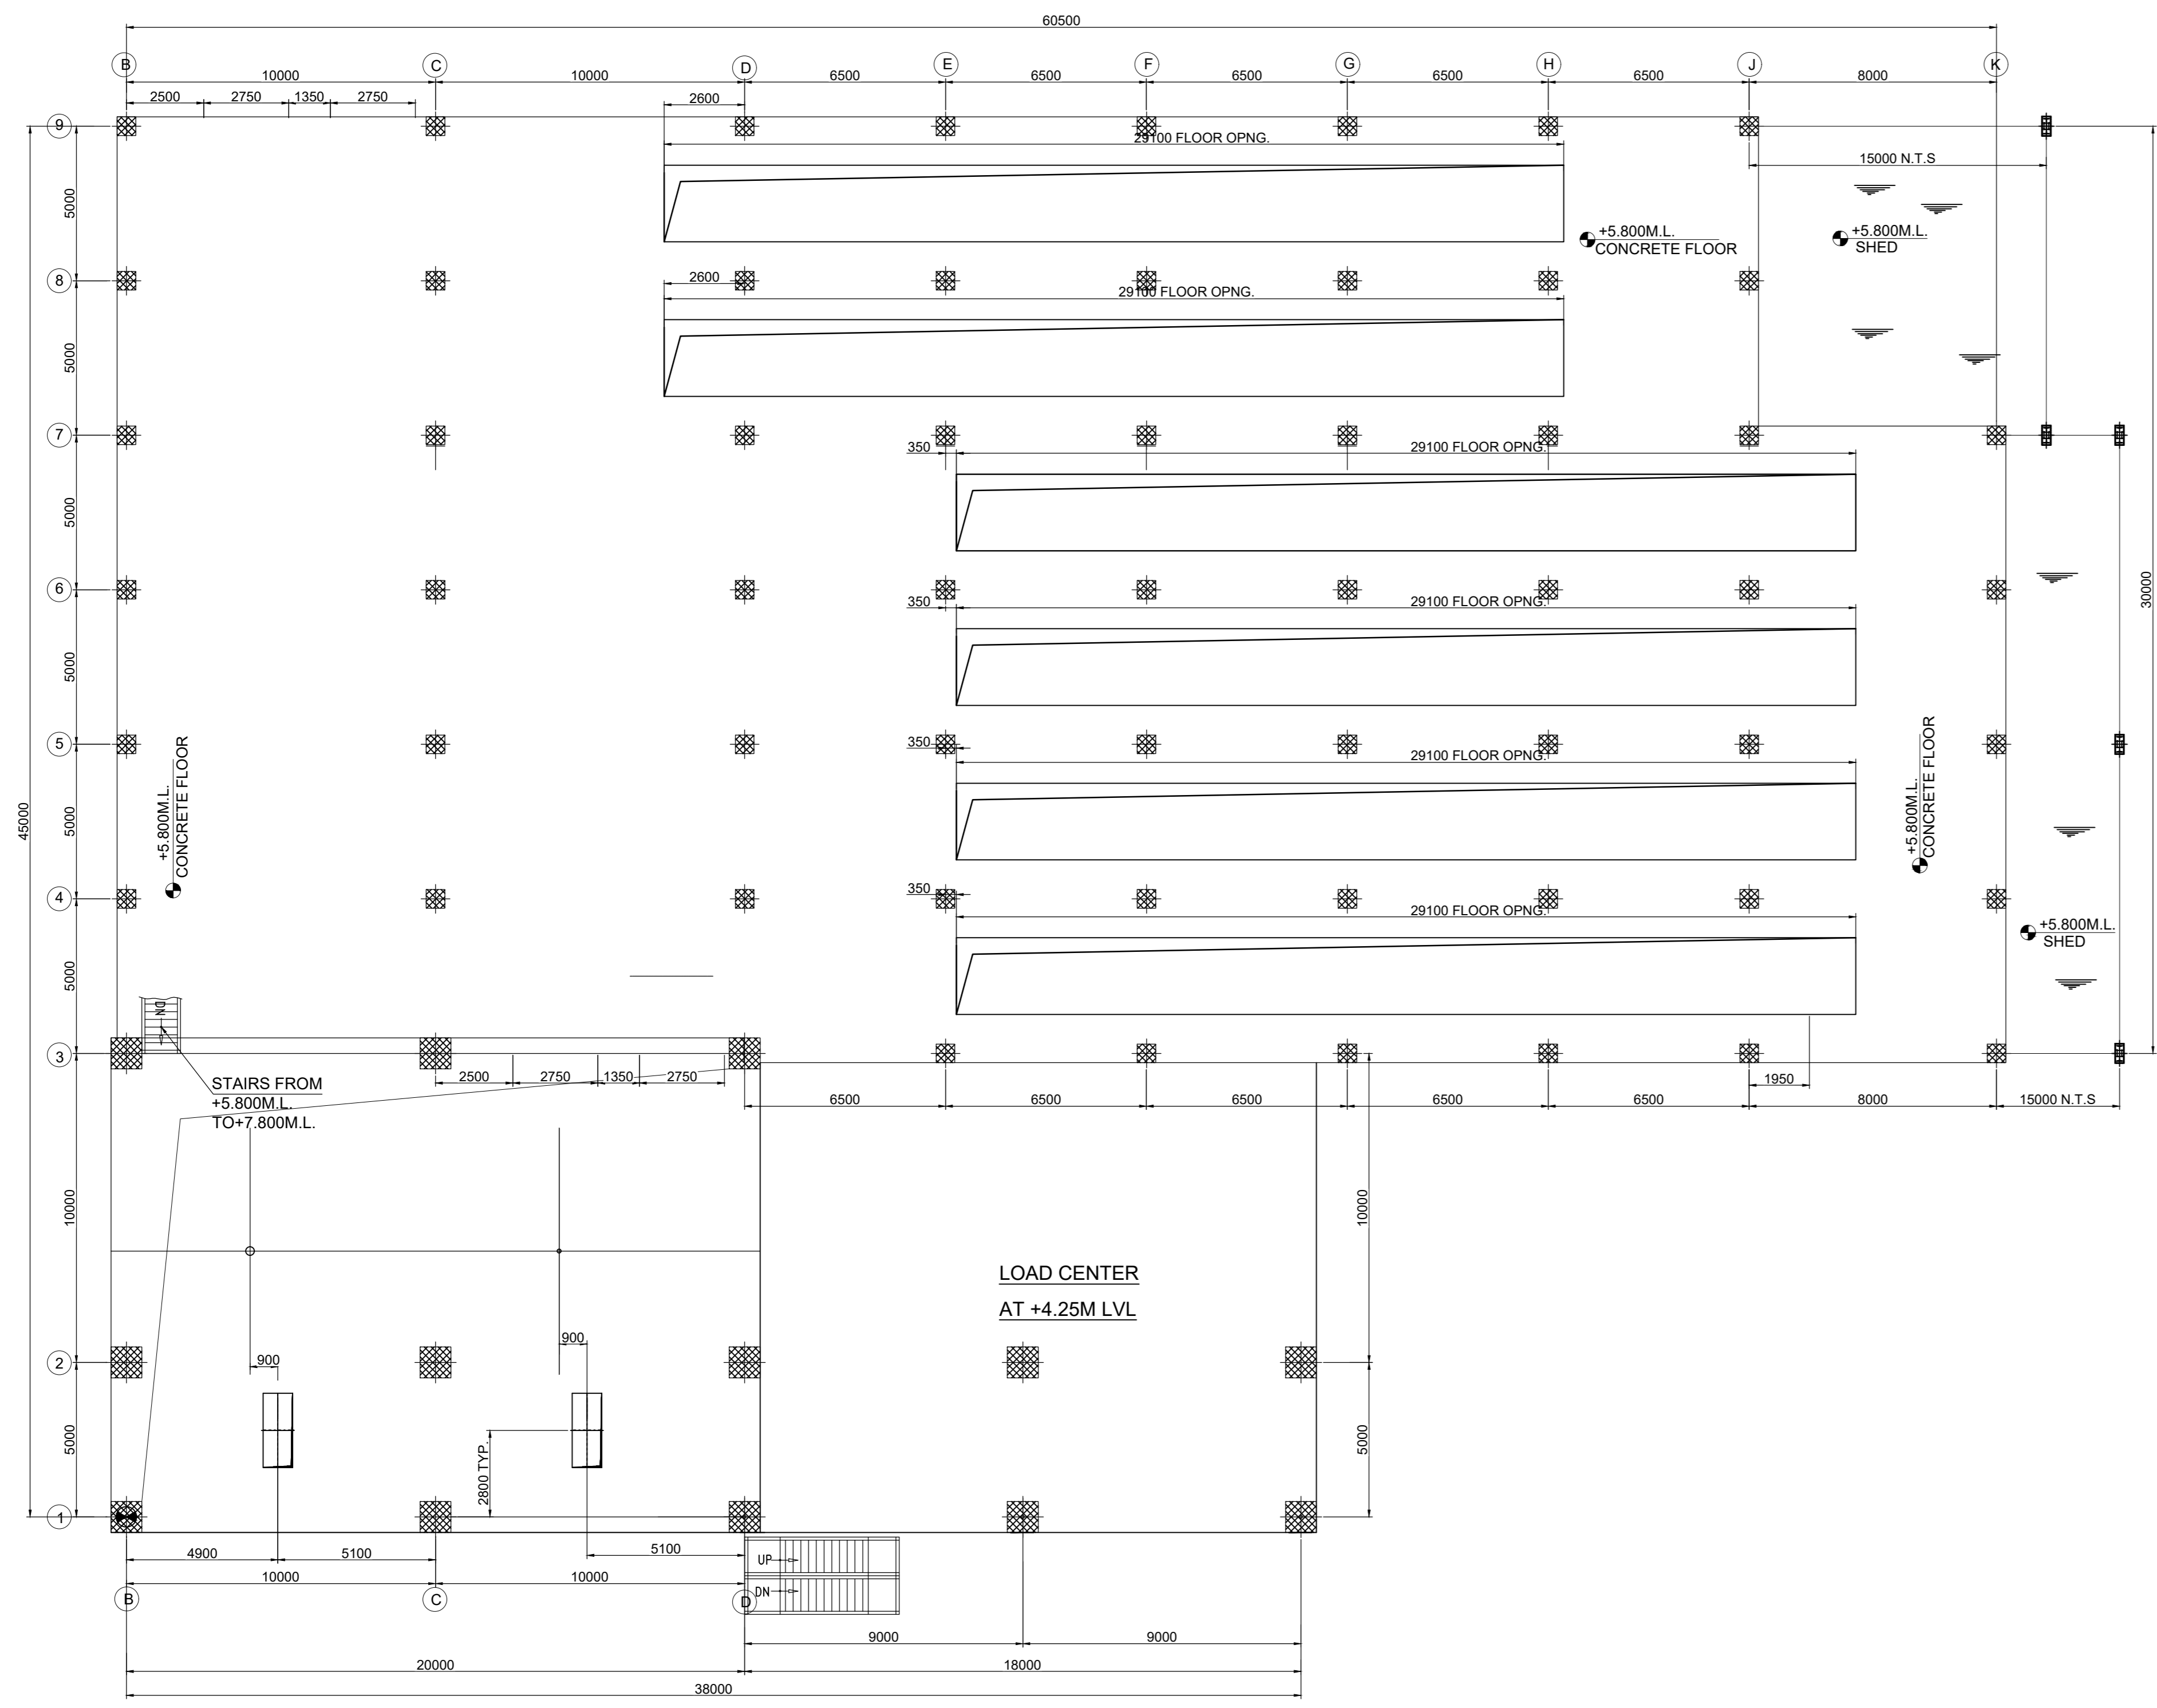 60500
B
C
D
E
F
G
H
J
K
10000
10000
6500
6500
6500
6500
6500
8000
2500
2750
1350
2750
2600
9
29100 FLOOR OPNG.
15000 N.T.S
5000
+5.800M.L.
CONCRETE FLOOR
+5.800M.L.
SHED
8
2600
29100 FLOOR OPNG.
5000
7
350
29100 FLOOR OPNG.
5000
6
30000
350
29100 FLOOR OPNG.
5000
5
350
29100 FLOOR OPNG.
+5.800M.L.
CONCRETE FLOOR
+5.800M.L.
CONCRETE FLOOR
45000
5000
4
350
29100 FLOOR OPNG.
+5.800M.L.
SHED
5000
DN
3
STAIRS FROM
+5.800M.L.
TO+7.800M.L.
2500
2750
1350
2750
1950
6500
6500
6500
6500
6500
8000
15000 N.T.S
10000
10000
LOAD CENTER
AT +4.25M LVL
900
900
2
5000
2800 TYP.
5000
1
4900
5100
5100
UP
DN
10000
10000
B
C
D
9000
9000
20000
18000
38000